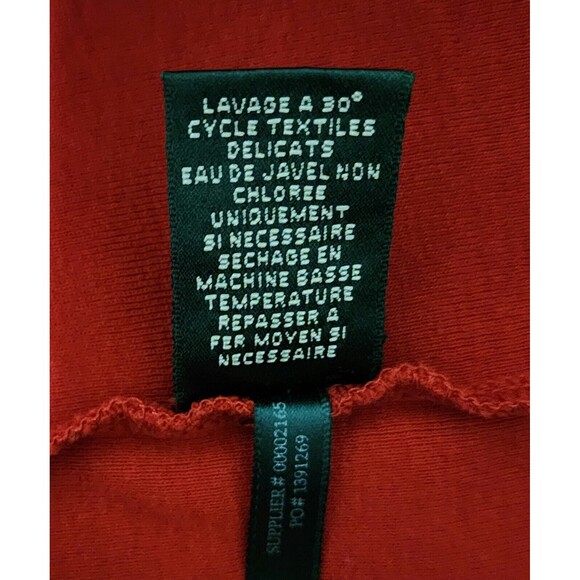 LAVAGE A 30°
CYCLE TEXTILES
DELICATS
EAU DE JAVEL NON
CHLOREE
UNIQUEMENT
SI NECESSAIRE
SECHAGE EN
MACHINE BASSE
TEMPERATURE
REPASSER A
FER MOYEN SI
NECESSAIRE
SUPPLIER# 00002165
PO# 1391269